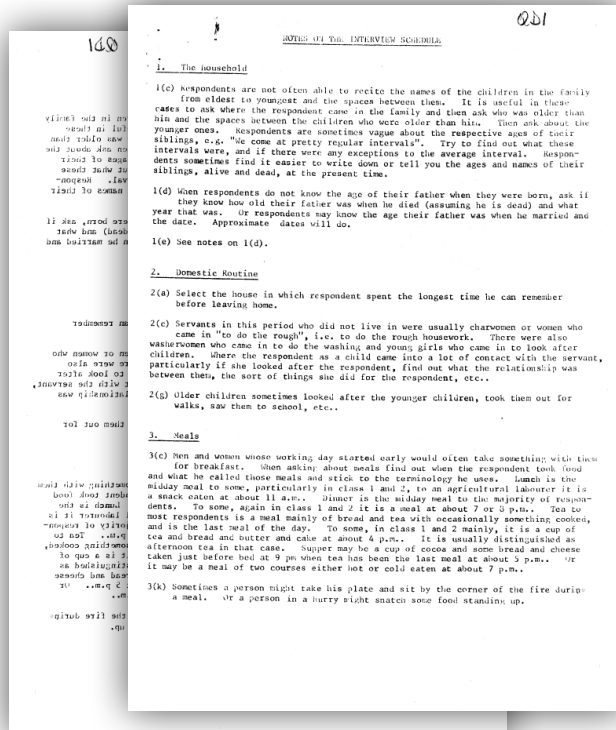 QD1
NOTES ON THE INTERVIEW SCHEDULE
1. The household
1(c) Respondents are not often able to recite the names of the children in the family
from eldest to youngest and the spaces between them. It is useful in these
cases to ask where the respondent came in the family and then ask who was older than
him and the spaces between the children who were older than him. Then ask about the
younger ones. Respondents are sometimes vague about the respective ages of their
siblings, e.g. "We come at pretty regular intervals". Try to find out what these
intervals were, and if there were any exceptions to the average interval. Respon-
dents sometimes find it easier to write down or tell you the ages and names of their
siblings, alive and dead, at the present time.
1(d) When respondents do not know the age of their father when they were born, ask if
they know how old their father was when he died (assuming he is dead) and what
year that was. Or respondents may know the age their father was when he married and
the date. Approximate dates will do.
1(e) See notes on 1(d).
2. Domestic Routine
2(a) Select the house in which respondent spent the longest time he can remember
before leaving home.
2(c) Servants in this period who did not live in were usually charwomen or women who
came in "to do the rough", i.e. to do the rough housework. There were also
washerwomen who came in to do the washing and young girls who came in to look after
children. Where the respondent as a child came into a lot of contact with the servant,
particularly if she looked after the respondent, find out what the relationship was
between them, the sort of things she did for the respondent, etc..
2(g) Older children sometimes looked after the younger children, took them out for
walks, saw them to school, etc..
3. Meals
3(c) Men and women whose working day started early would often take something with them
for breakfast. When asking about meals find out when the respondent took food
and what he called those meals and stick to the terminology he uses. Lunch is the
midday meal to some, particularly in class 1 and 2, to an agricultural labourer it is
a snack eaten at about 11 a.m.. Dinner is the midday meal to the majority of respon-
dents. To some, again in class 1 and 2 it is a meal at about 7 or 8 p.m.. Tea to
most respondents is a meal mainly of bread and tea with occasionally something cooked,
and is the last meal of the day. To some, in class 1 and 2 mainly, it is a cup of
tea and bread and butter and cake at about 4 p.m.. It is usually distinguished as
afternoon tea in that case. Supper may be a cup of cocoa and some bread and cheese
taken just before bed at 9 pm when tea has been the last meal at about 5 p.m.. Or
it may be a meal of two courses either hot or cold eaten at about 7 p.m..
3(k) Sometimes a person might take his plate and sit by the corner of the fire during
a meal. Or a person in a hurry might snatch some food standing up.